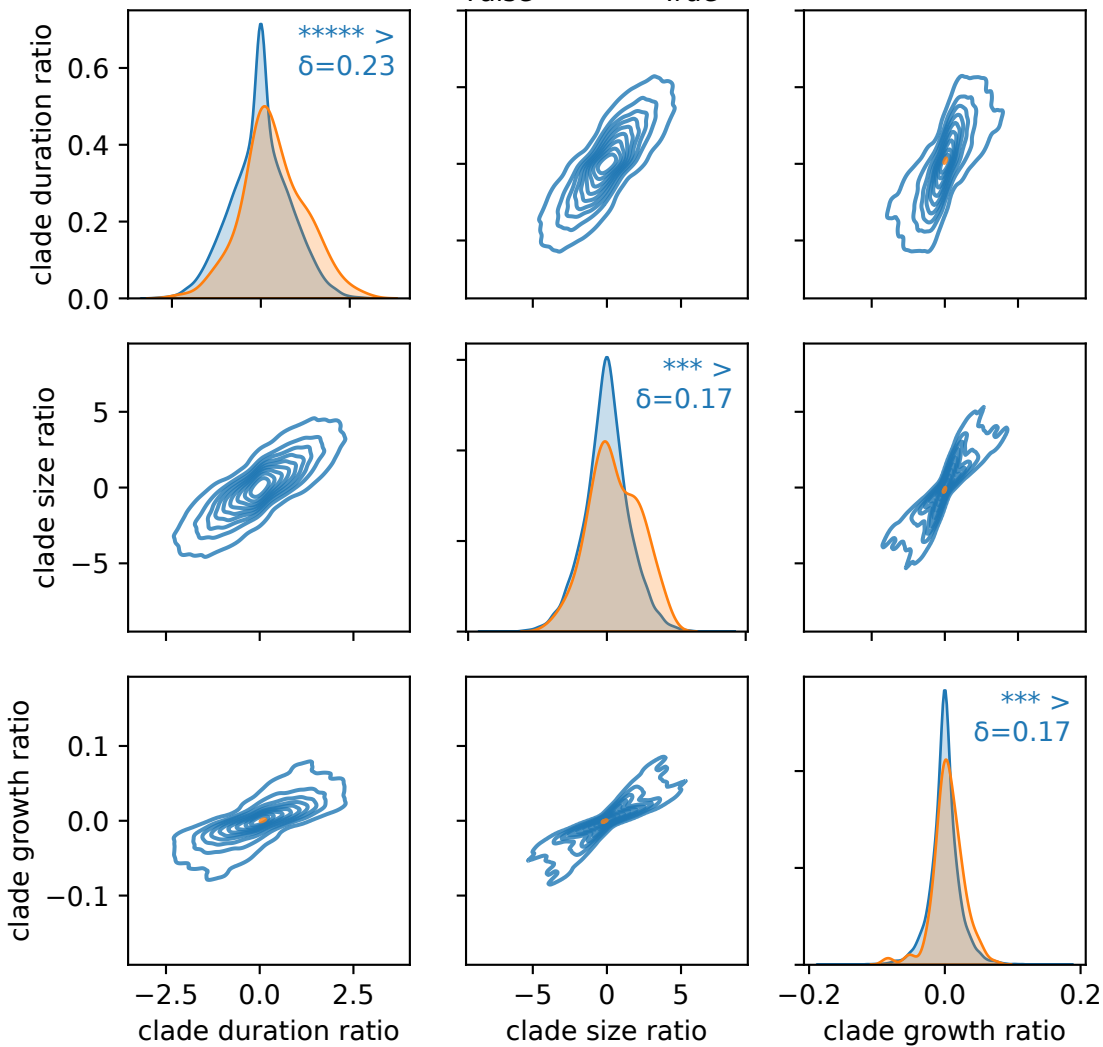 ***** >
δ=0.23
clade duration ratio
0.6
0.4
0.2
0.0
*** >
δ=0.17
clade size ratio
5
0
−5
*** >
δ=0.17
clade growth ratio
0.1
0.0
−0.1
−2.5 0.0 2.5
−5 0 5
−0.2 0.0 0.2
clade duration ratio
clade size ratio
clade growth ratio